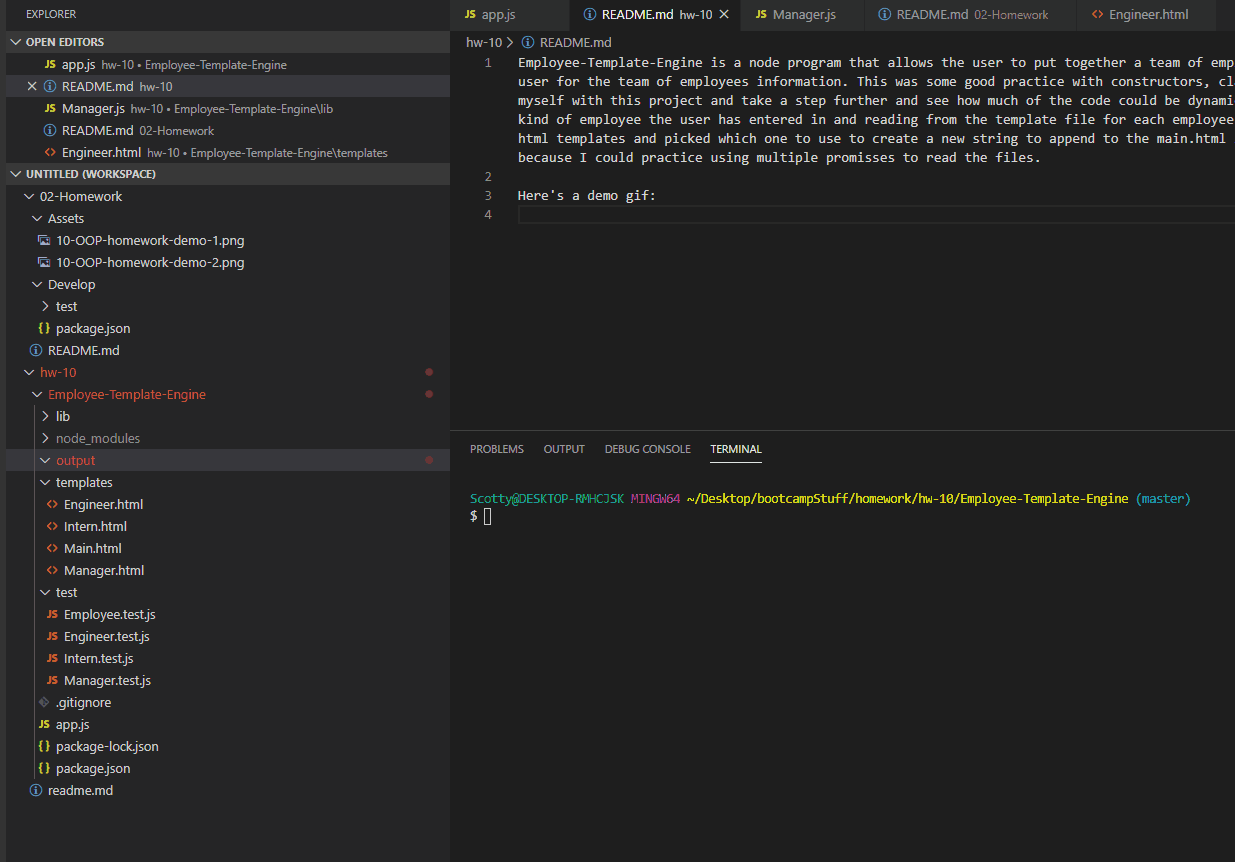 EXPLORER
OPEN EDITORS
JS app.js hw-10 • Employee-Template-Engine
README.md hw-10
JS Manager.js hw-10 • Employee-Template-Engine\lib
README.md 02-Homework
<> Engineer.html hw-10 • Employee-Template-Engine\templates
UNTITLED (WORKSPACE)
02-Homework
Assets
10-OOP-homework-demo-1.png
10-OOP-homework-demo-2.png
Develop
test
{} package.json
README.md
hw-10
Employee-Template-Engine
lib
node_modules
output
templates
<> Engineer.html
<> Intern.html
<> Main.html
<> Manager.html
test
JS Employee.test.js
JS Engineer.test.js
JS Intern.test.js
JS Manager.test.js
.gitignore
JS app.js
{} package-lock.json
{} package.json
readme.md
JS app.js README.md hw-10 JS Manager.js README.md 02-Homework <> Engineer.html
hw-10 > README.md
1 Employee-Template-Engine is a node program that allows the user to put together a team of emp
user for the team of employees information. This was some good practice with constructors, cl
myself with this project and take a step further and see how much of the code could be dynami
kind of employee the user has entered in and reading from the template file for each employee
html templates and picked which one to use to create a new string to append to the main.html
because I could practice using multiple promisses to read the files.
2
3 Here's a demo gif:
4
PROBLEMS OUTPUT DEBUG CONSOLE TERMINAL
Scotty@DESKTOP-RMHCJSK MINGW64 ~/Desktop/bootcampStuff/homework/hw-10/Employee-Template-Engine (master)
$